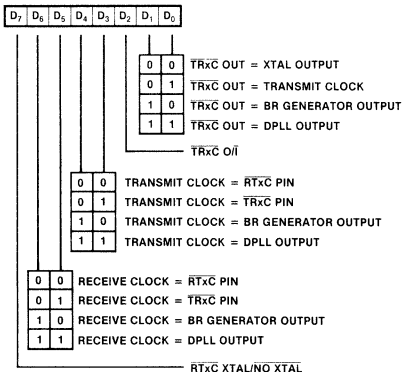 D7 D6 D5 D4 D3 D2 D1 D0
0 0 TRxC OUT = XTAL OUTPUT
0 1 TRxC OUT = TRANSMIT CLOCK
1 0 TRxC OUT = BR GENERATOR OUTPUT
1 1 TRxC OUT = DPLL OUTPUT
TRxC O/I
0 0 TRANSMIT CLOCK = RTxC PIN
0 1 TRANSMIT CLOCK = TRxC PIN
1 0 TRANSMIT CLOCK = BR GENERATOR OUTPUT
1 1 TRANSMIT CLOCK = DPLL OUTPUT
0 0 RECEIVE CLOCK = RTxC PIN
0 1 RECEIVE CLOCK = TRxC PIN
1 0 RECEIVE CLOCK = BR GENERATOR OUTPUT
1 1 RECEIVE CLOCK = DPLL OUTPUT
RTxC XTAL/NO XTAL